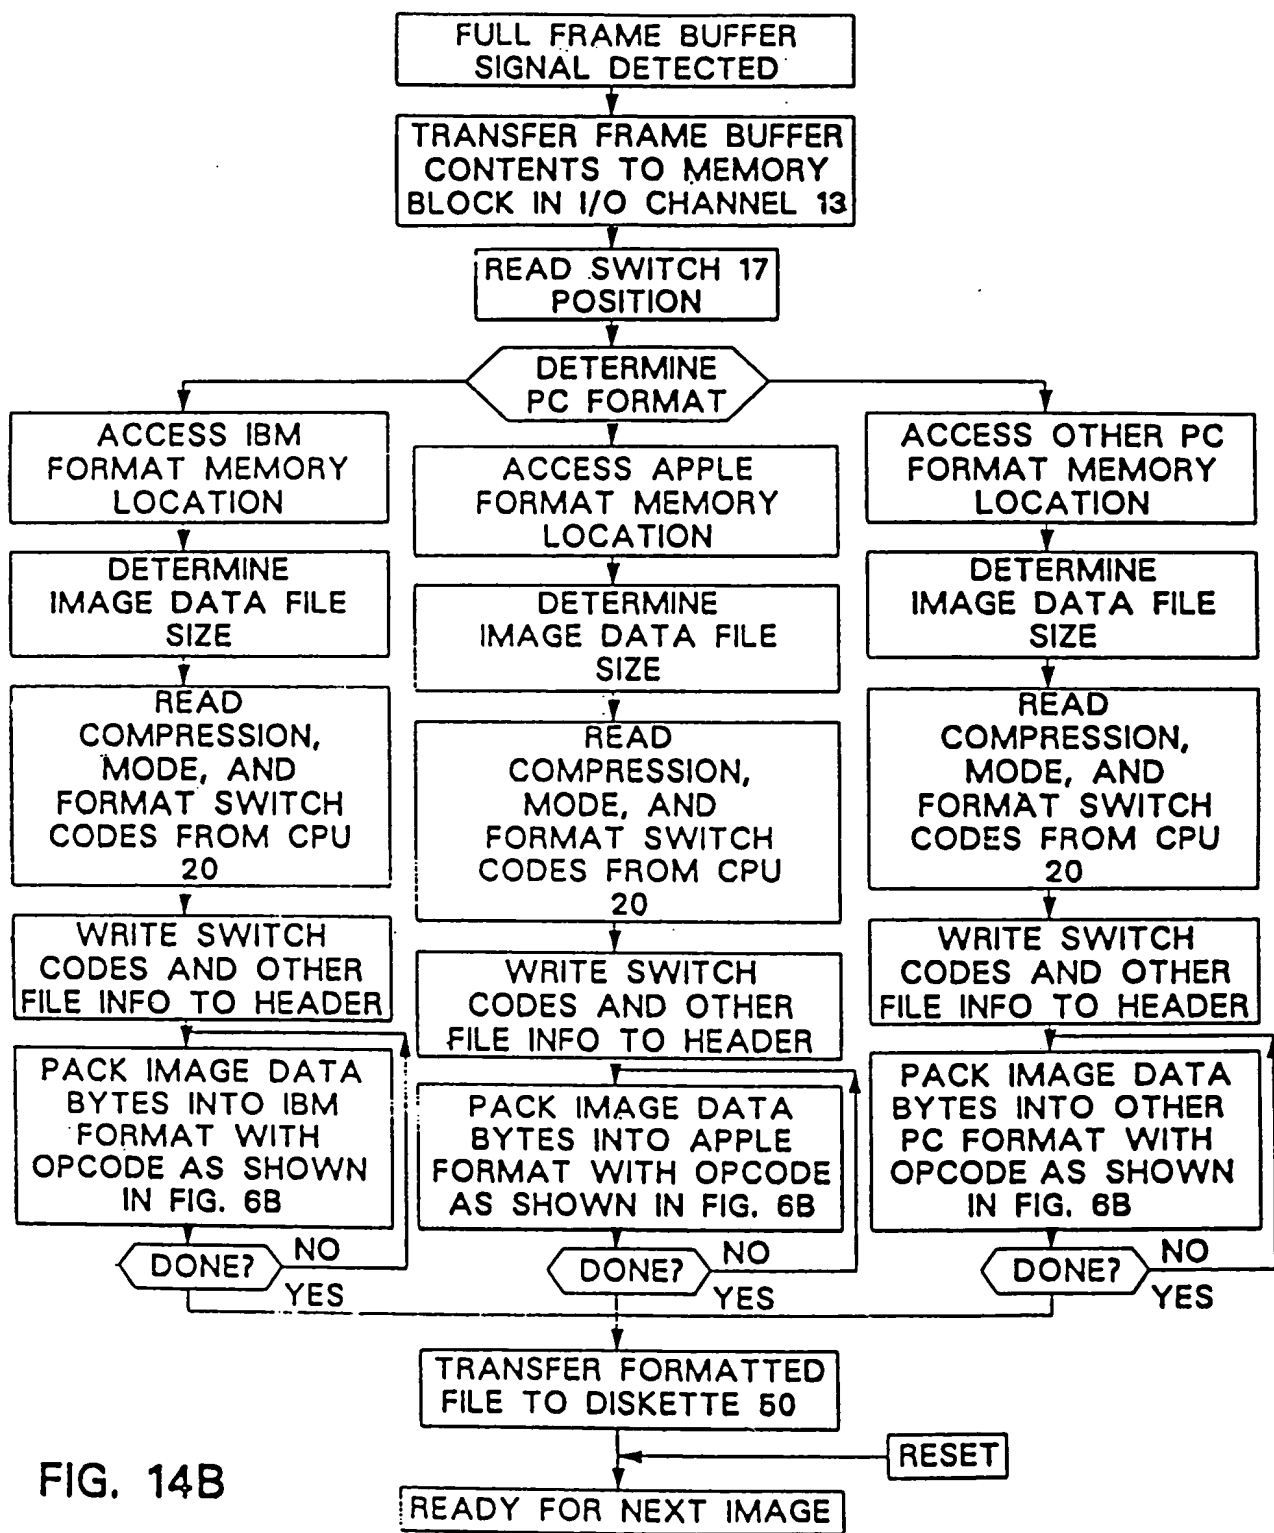 FULL FRAME BUFFER
SIGNAL DETECTED
TRANSFER FRAME BUFFER
CONTENTS TO MEMORY
BLOCK IN I/O CHANNEL 13
READ SWITCH 17
POSITION
DETERMINE
PC FORMAT
ACCESS IBM
FORMAT MEMORY
LOCATION
DETERMINE
IMAGE DATA FILE
SIZE
READ
COMPRESSION,
MODE, AND
FORMAT SWITCH
CODES FROM CPU
20
WRITE SWITCH
CODES AND OTHER
FILE INFO TO HEADER
PACK IMAGE DATA
BYTES INTO IBM
FORMAT WITH
OPCODE AS SHOWN
IN FIG. 6B
DONE?
NO
YES
ACCESS APPLE
FORMAT MEMORY
LOCATION
DETERMINE
IMAGE DATA FILE
SIZE
READ
COMPRESSION,
MODE, AND
FORMAT SWITCH
CODES FROM CPU
20
WRITE SWITCH
CODES AND OTHER
FILE INFO TO HEADER
PACK IMAGE DATA
BYTES INTO APPLE
FORMAT WITH OPCODE
AS SHOWN IN FIG. 6B
DONE?
NO
YES
ACCESS OTHER PC
FORMAT MEMORY
LOCATION
DETERMINE
IMAGE DATA FILE
SIZE
READ
COMPRESSION,
MODE, AND
FORMAT SWITCH
CODES FROM CPU
20
WRITE SWITCH
CODES AND OTHER
FILE INFO TO HEADER
PACK IMAGE DATA
BYTES INTO OTHER
PC FORMAT WITH
OPCODE AS SHOWN
IN FIG. 6B
DONE?
NO
YES
TRANSFER FORMATTED
FILE TO DISKETTE 50
RESET
READY FOR NEXT IMAGE
FIG. 14B